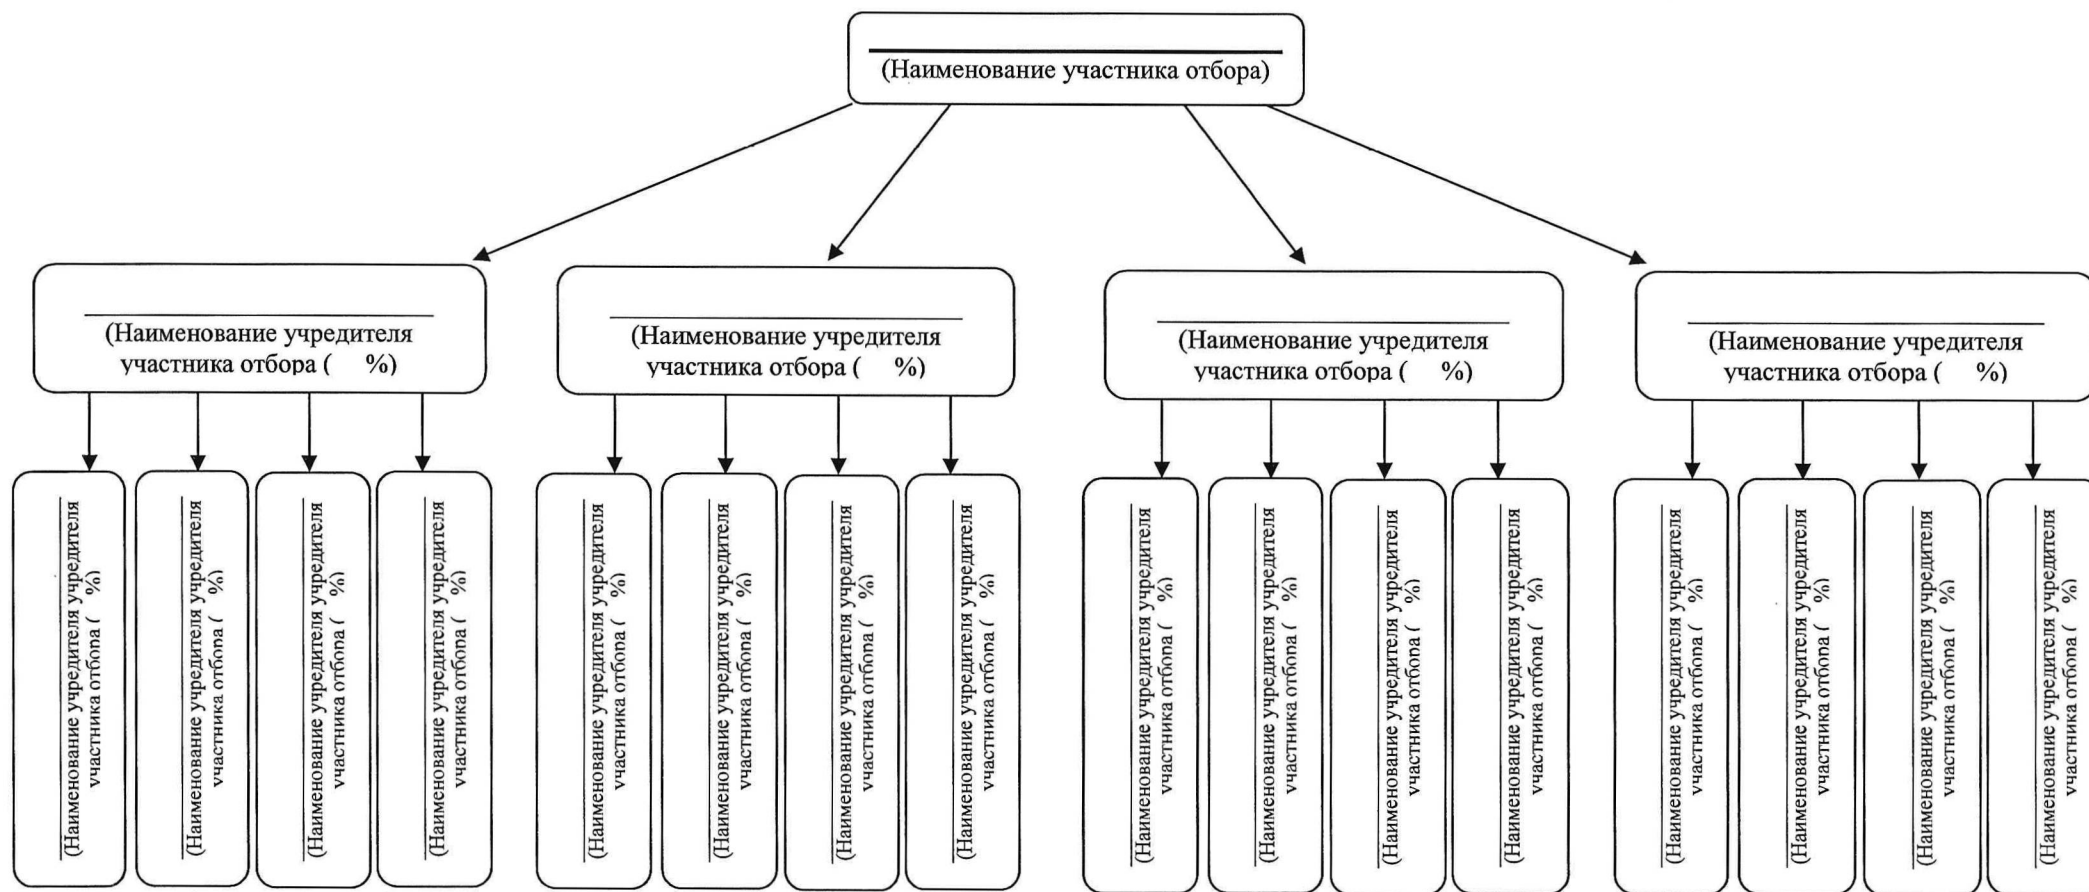 (Наименование участника отбора)
(Наименование учредителя
участника отбора ( %)
(Наименование учредителя
участника отбора ( %)
(Наименование учредителя
участника отбора ( %)
(Наименование учредителя
участника отбора ( %)
(Наименование учредителя учредителя
участника отбора ( %)
(Наименование учредителя учредителя
участника отбора ( %)
(Наименование учредителя учредителя
участника отбора ( %)
(Наименование учредителя учредителя
участника отбора ( %)
(Наименование учредителя учредителя
участника отбора ( %)
(Наименование учредителя учредителя
участника отбора ( %)
(Наименование учредителя учредителя
участника отбора ( %)
(Наименование учредителя учредителя
участника отбора ( %)
(Наименование учредителя учредителя
участника отбора ( %)
(Наименование учредителя учредителя
участника отбора ( %)
(Наименование учредителя учредителя
участника отбора ( %)
(Наименование учредителя учредителя
участника отбора ( %)
(Наименование учредителя учредителя
участника отбора ( %)
(Наименование учредителя учредителя
участника отбора ( %)
(Наименование учредителя учредителя
участника отбора ( %)
(Наименование учредителя учредителя
участника отбора ( %)